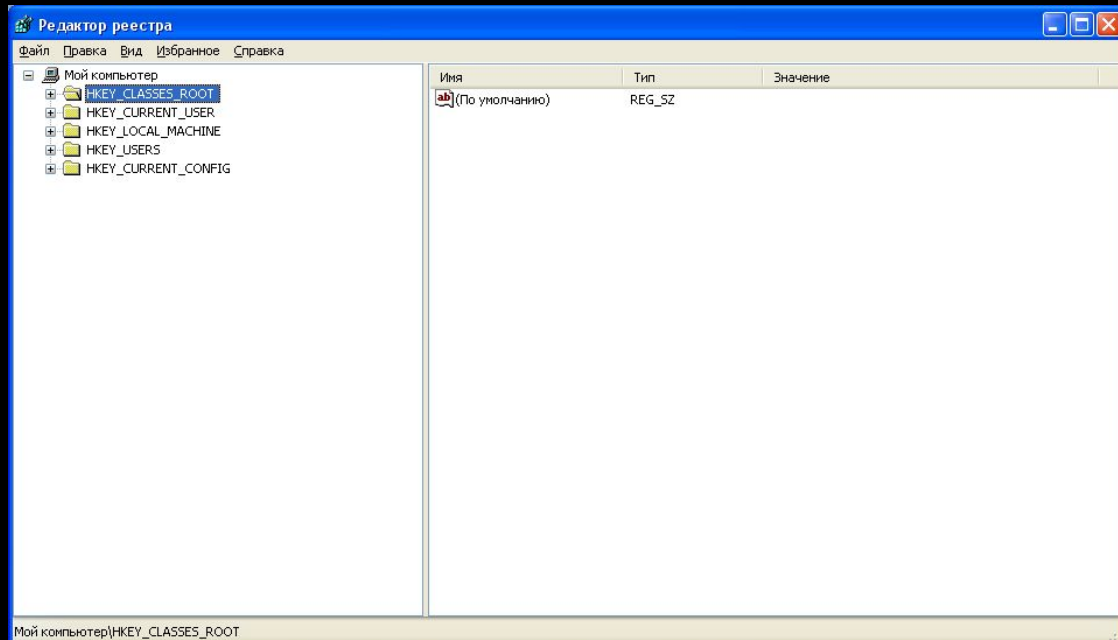 Редактор реестра
Файл Правка Вид Избранное Справка
Мой компьютер
HKEY_CLASSES_ROOT
HKEY_CURRENT_USER
HKEY_LOCAL_MACHINE
HKEY_USERS
HKEY_CURRENT_CONFIG
Имя Тип Значение
ab (По умолчанию) REG_SZ
Мой компьютер\HKEY_CLASSES_ROOT